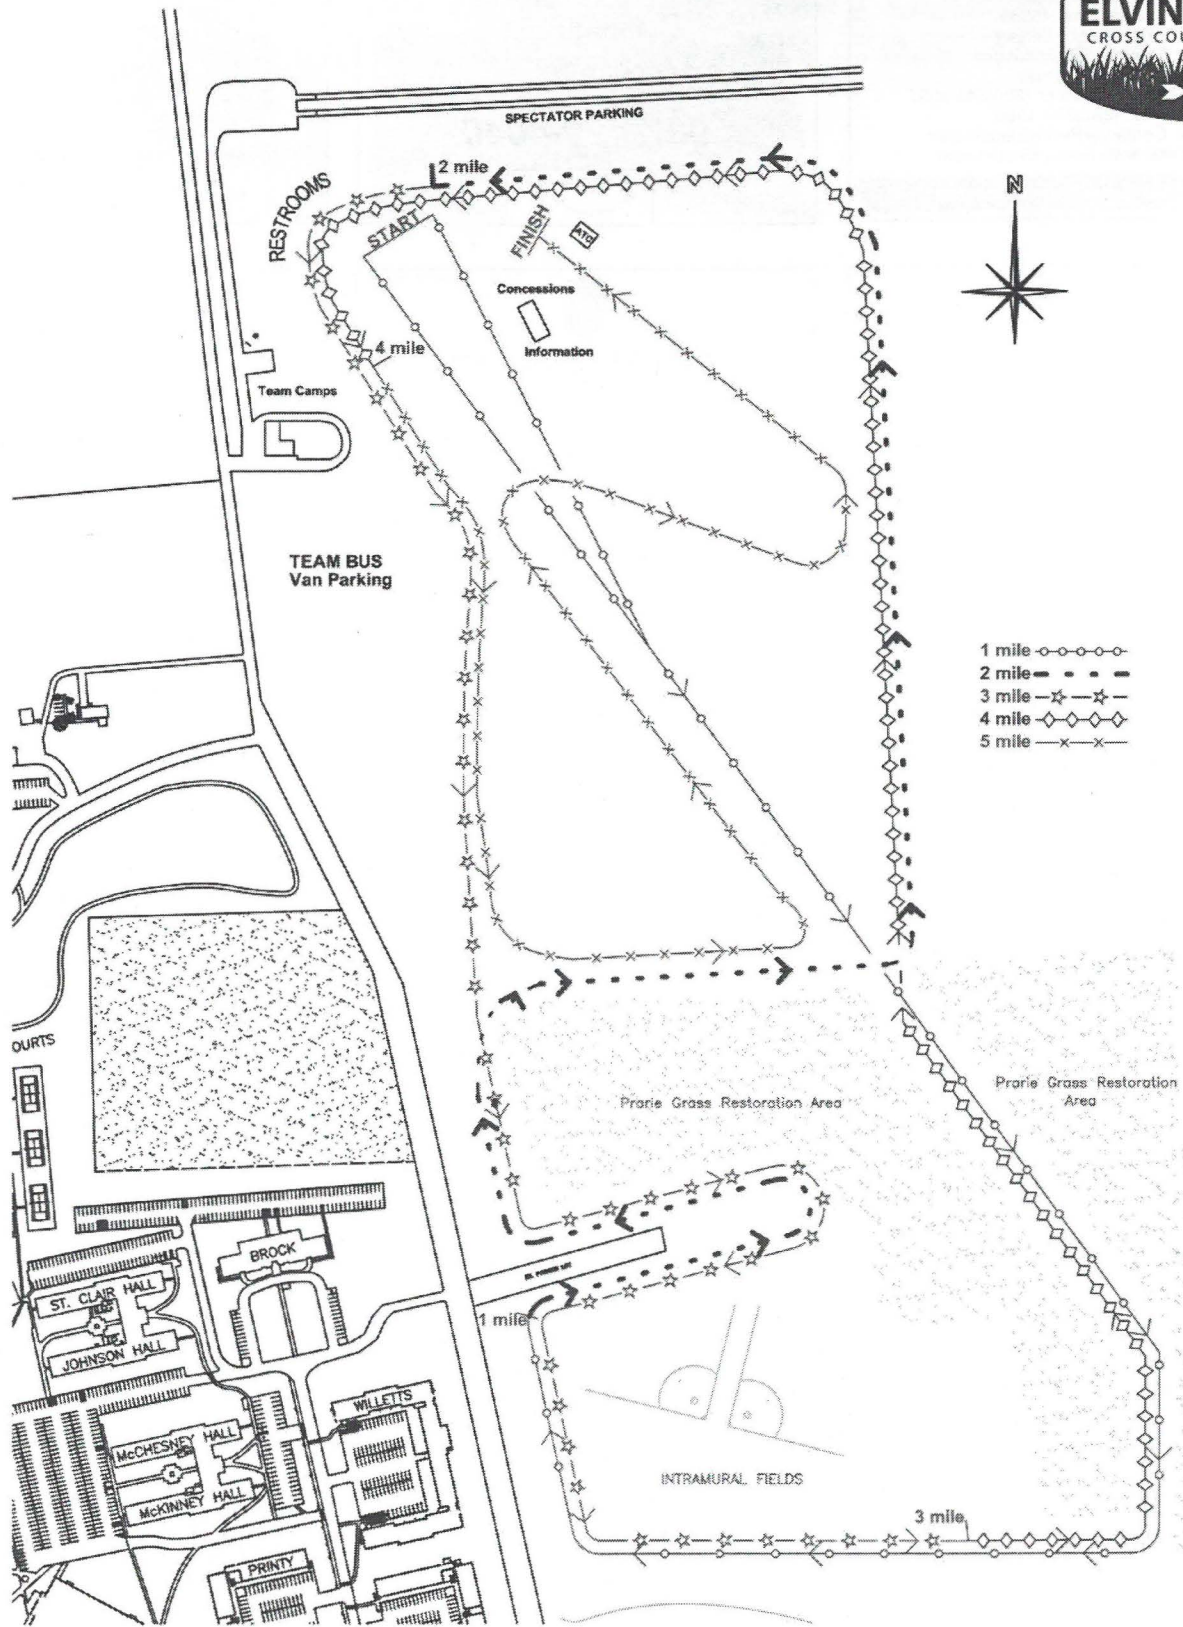 ELVIN
CROSS COU
SPECTATOR PARKING
2 mile
N
RESTROOMS
START
FINISH
ATC
Concessions
Information
4 mile
Team Camps
TEAM BUS
Van Parking
1 mile
2 mile
3 mile
4 mile
5 mile
OURTS
Prarie Grass Restoration Area
Prarie Grass Restoration
Area
BROCK
ST. CLAIR HALL
JOHNSON HALL
1 mile
WILLETTS
McCHESNEY HALL
McKINNEY HALL
INTRAMURAL FIELDS
3 mile
PRINTY